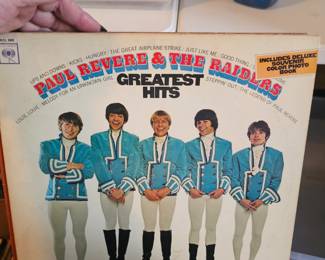 UPS AND DOWNS · KICKS · HUNGRY · THE GREAT AIRPLANE STRIKE · JUST LIKE ME · GOOD THING
PAUL REVERE & THE RAIDERS'
LOUIE, LOUIE · MELODY FOR AN UNKNOWN GIRL
GREATEST HITS
STEPPIN' OUT · THE LEGEND OF PAUL REVERE
INCLUDES DELUXE
SOUVENIR
COLOR PHOTO
BOOK